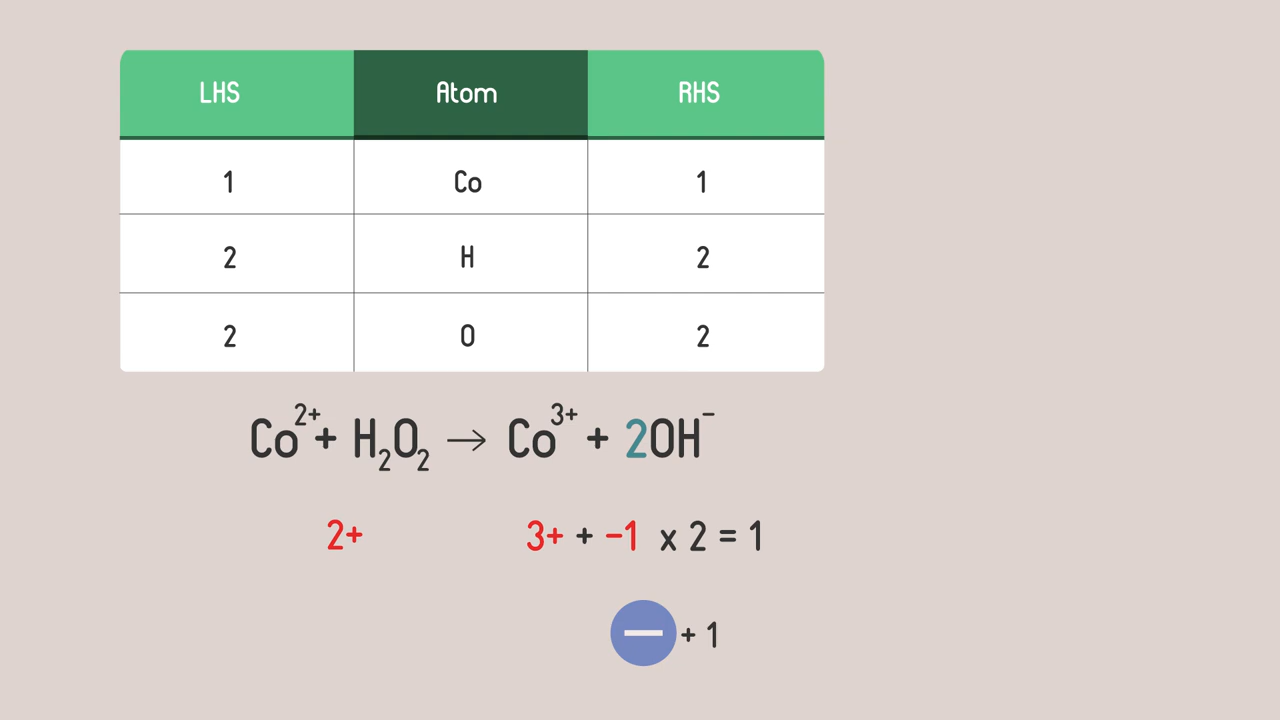 LHS Atom RHS
1 Co 1
2 H 2
2 O 2
Co²⁺ + H₂O₂ → Co³⁺ + 2OH⁻
2+ 3+ + −1 x 2 = 1
− + 1